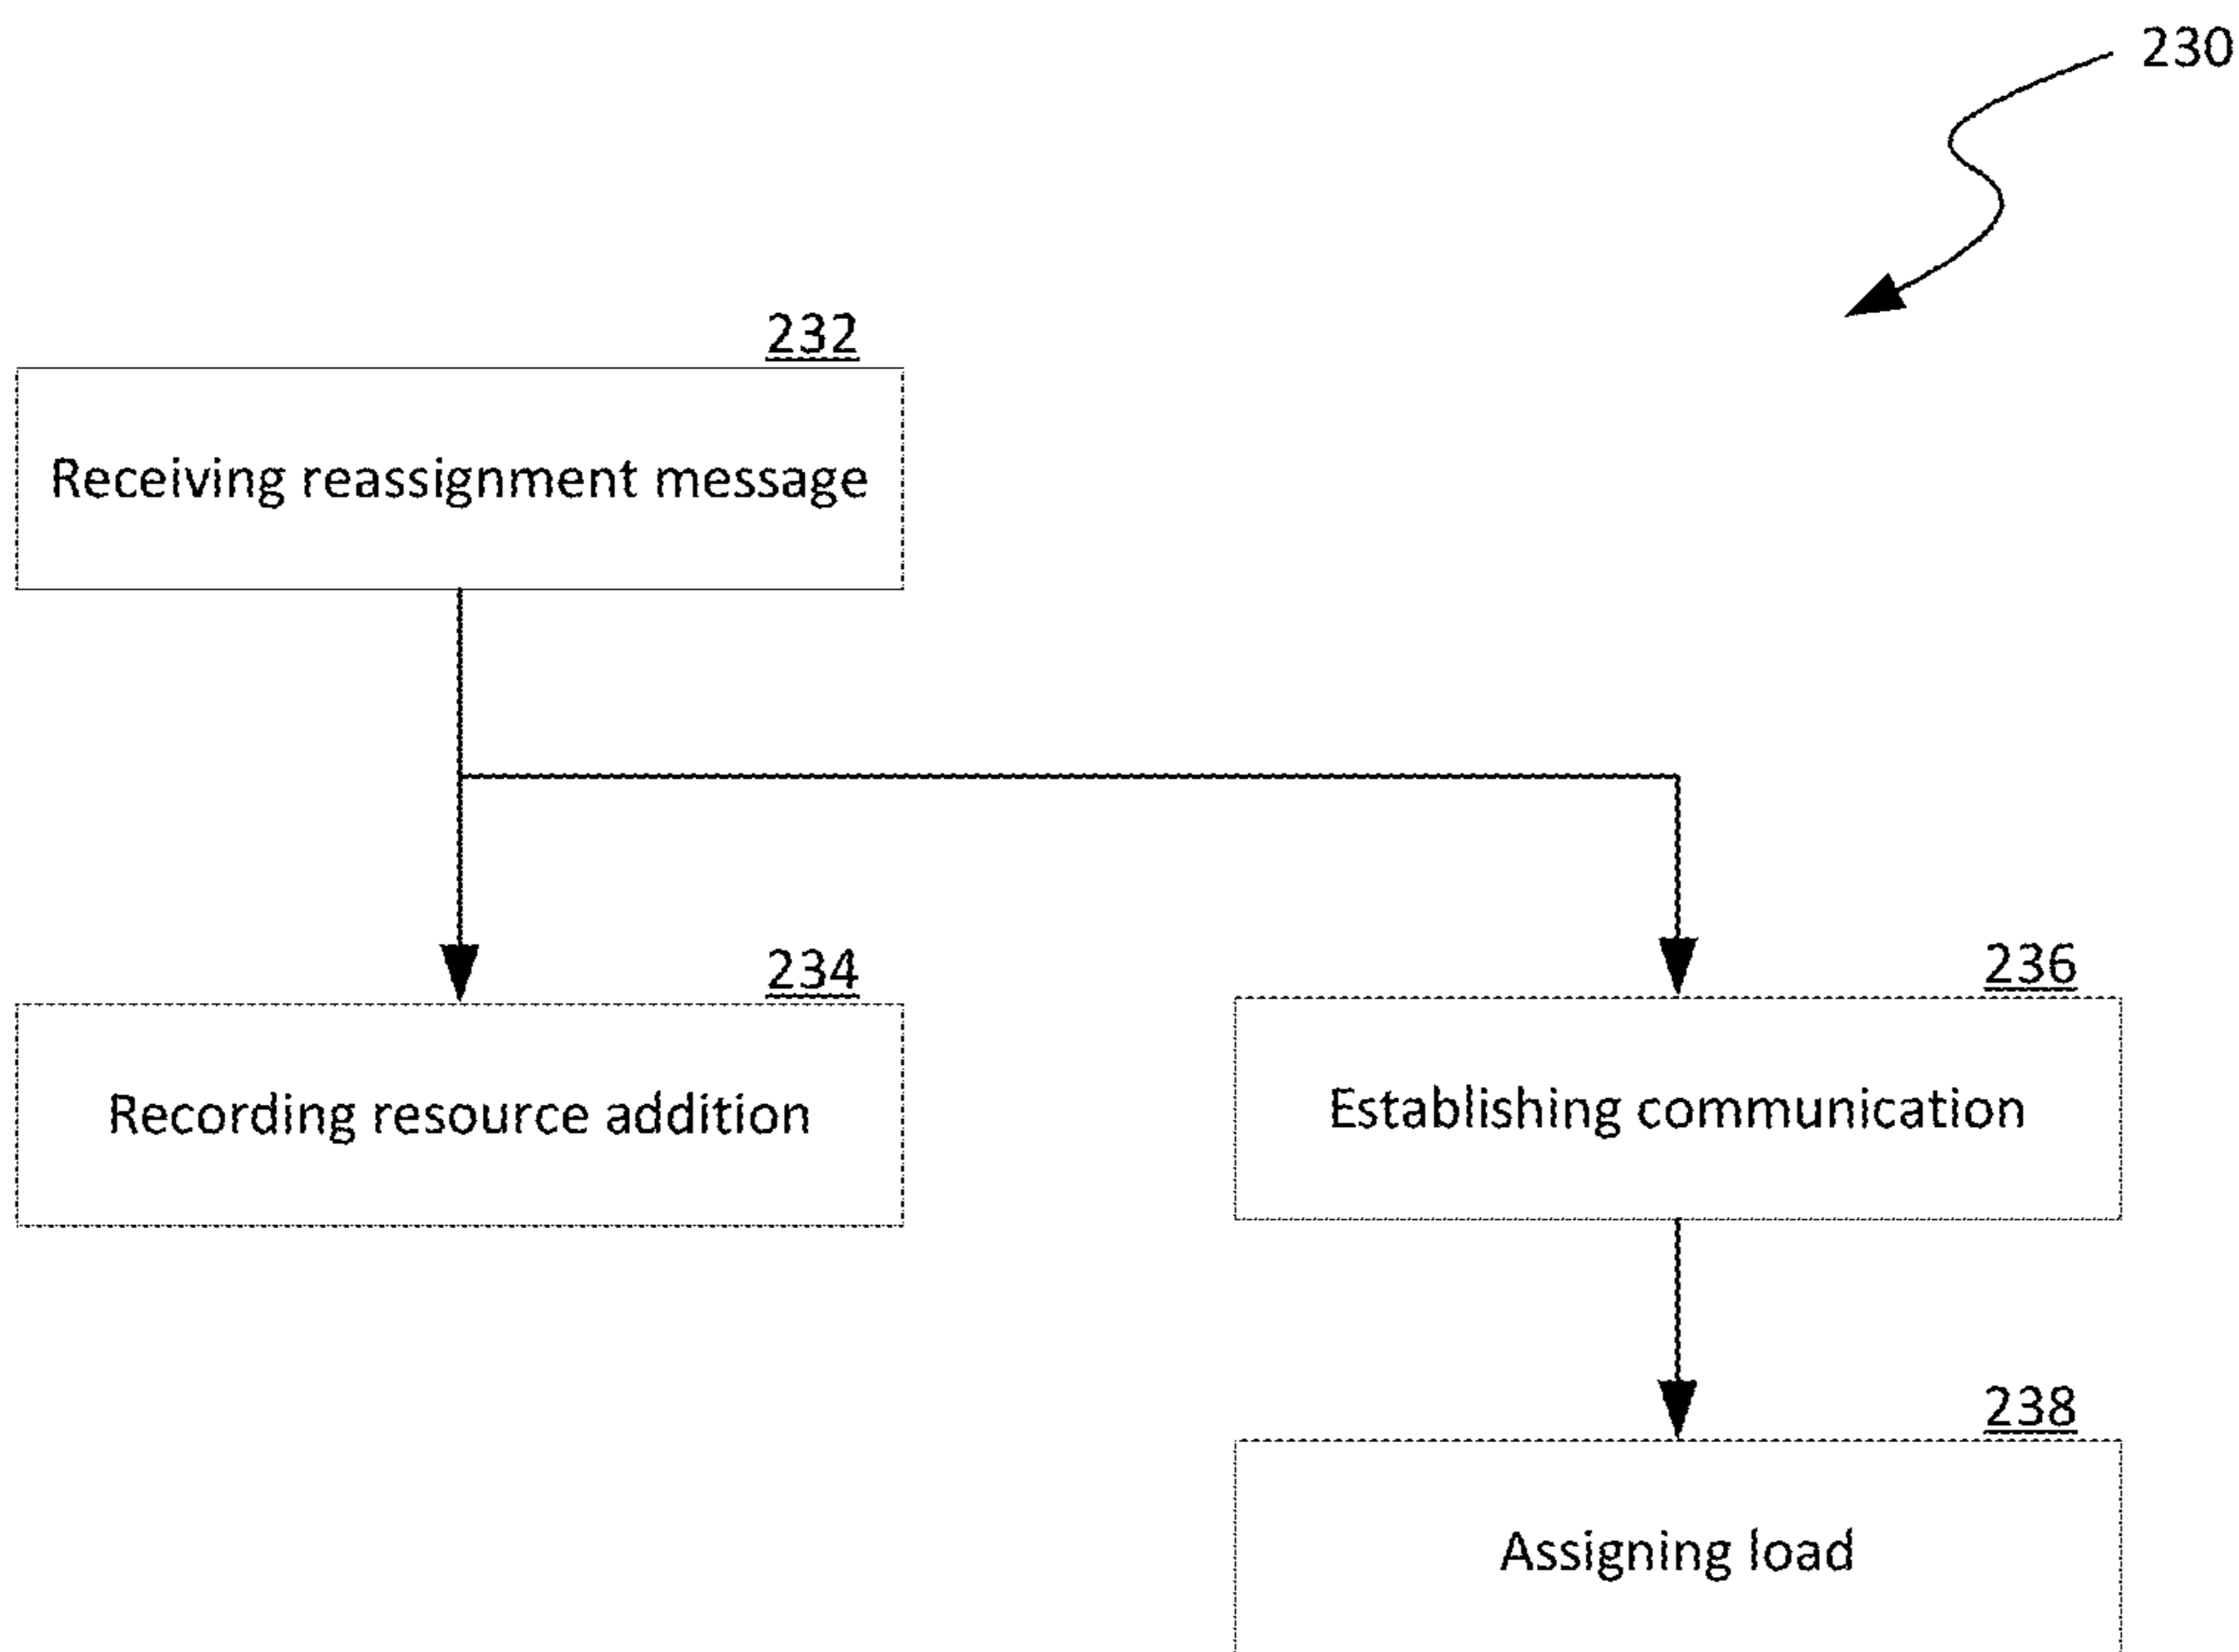 230
232
Receiving reassignment message
234
Recording resource addition
236
Establishing communication
238
Assigning load